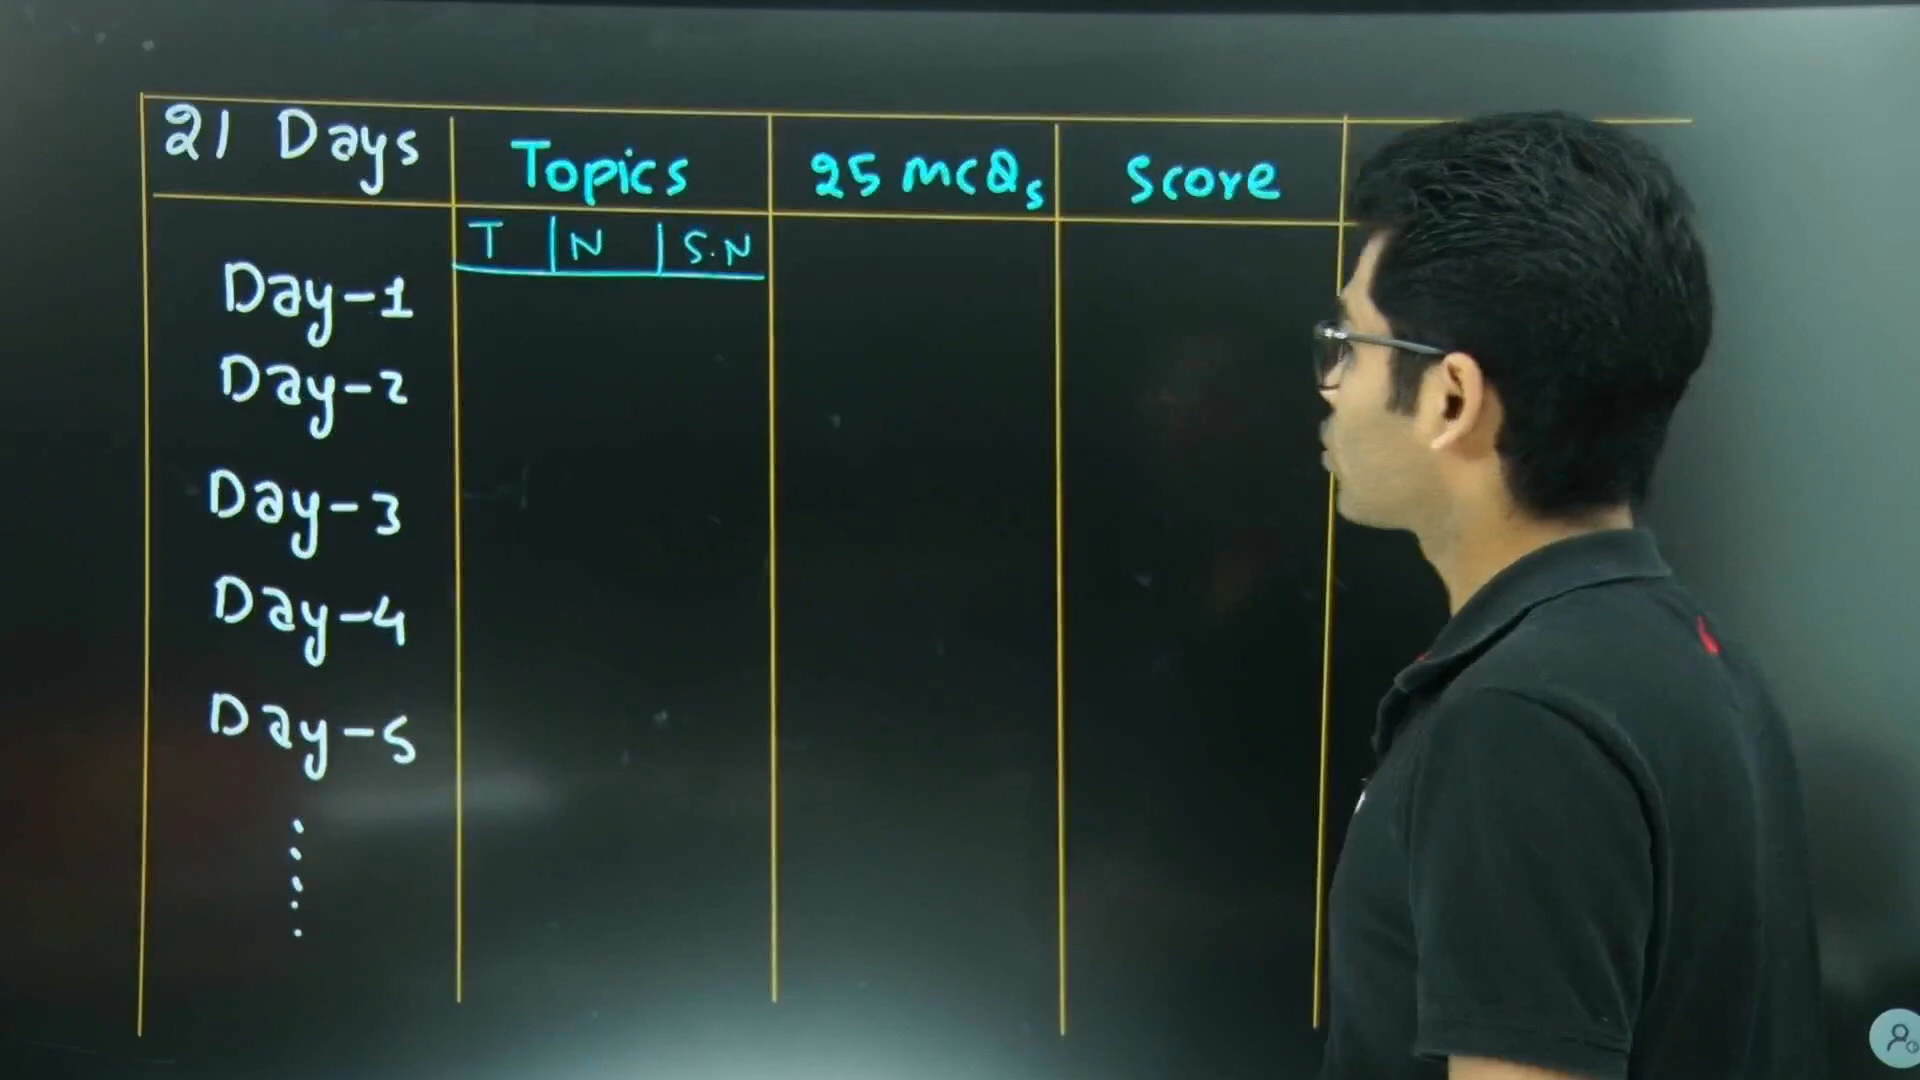 21 Days
Topics
25 MCQs
Score
T | N | S.N
Day-1
Day-2
Day-3
Day-4
Day-5